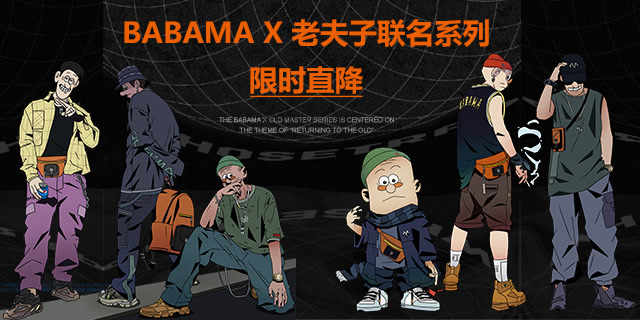 BABAMA X 老夫子联名系列
限时直降
THE BABAMA X OLD MASTER SERIES IS CENTERED ON
THE THEME OF "RETURNING TO THE OLD"
BABAMA